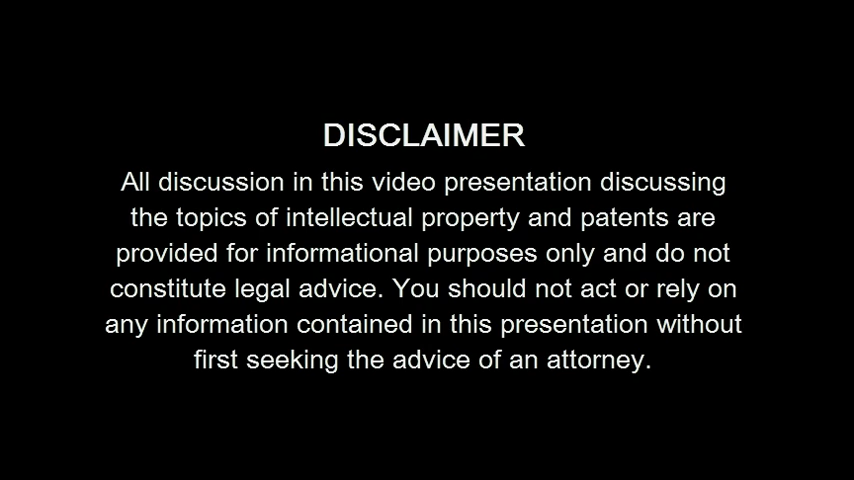 DISCLAIMER
All discussion in this video presentation discussing
the topics of intellectual property and patents are
provided for informational purposes only and do not
constitute legal advice. You should not act or rely on
any information contained in this presentation without
first seeking the advice of an attorney.